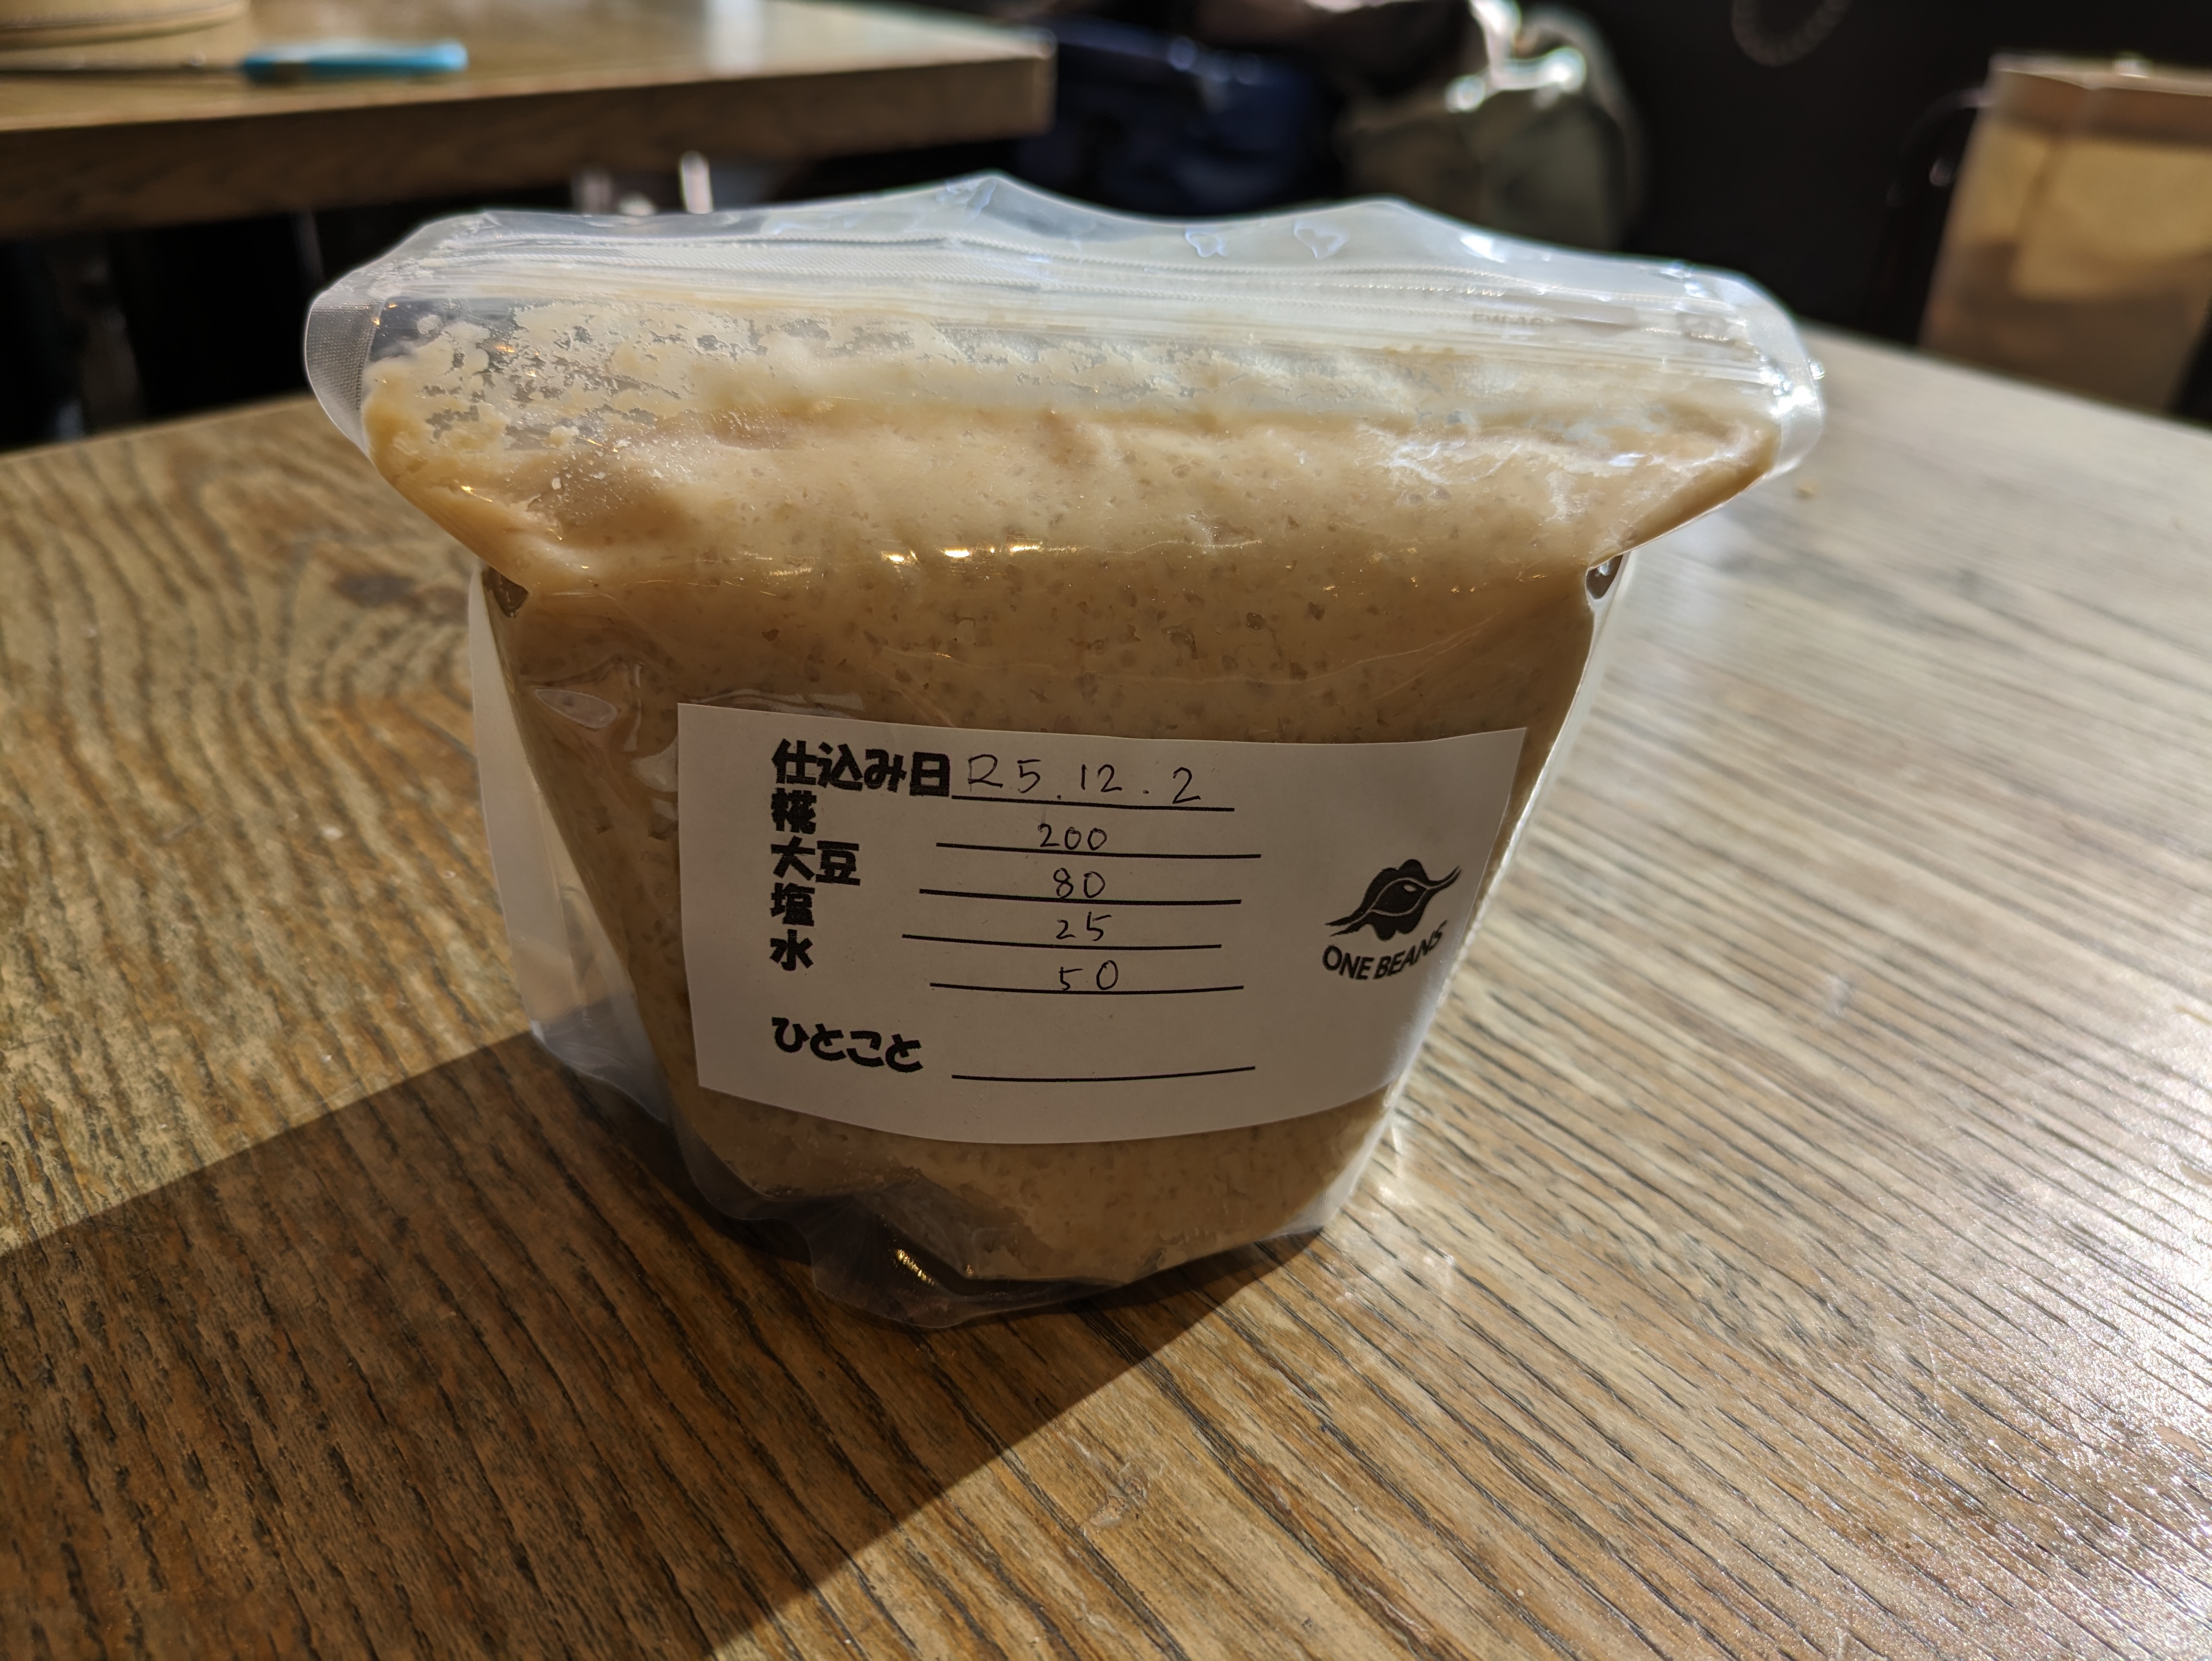 仕込み日 R5.12.2
糀 200
大豆 80
塩 25
水 50
ひとこと
ONE BEANS